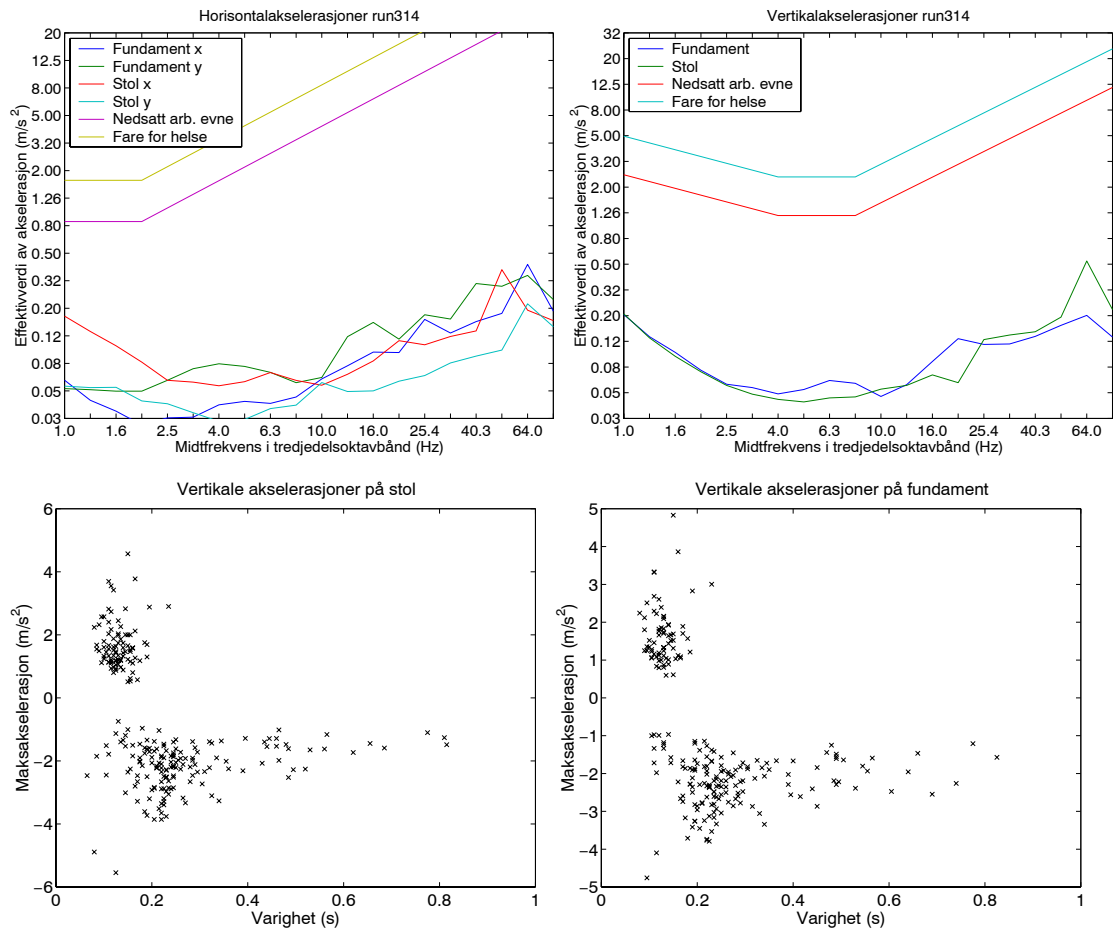 Horisontalakselerasjoner run314
Effektivverdi av akselerasjon (m/s²)
20
12.5
8.00
5.00
3.20
2.00
1.26
0.80
0.50
0.32
0.20
0.12
0.08
0.05
0.03
Fundament x
Fundament y
Stol x
Stol y
Nedsatt arb. evne
Fare for helse
1.0 1.6 2.5 4.0 6.3 10.0 16.0 25.4 40.3 64.0
Midtfrekvens i tredjedelsoktavbånd (Hz)
Vertikalakselerasjoner run314
Effektivverdi av akselerasjon (m/s²)
32
20
12.5
8.00
5.00
3.20
2.00
1.26
0.80
0.50
0.32
0.20
0.12
0.08
0.05
0.03
Fundament
Stol
Nedsatt arb. evne
Fare for helse
1.0 1.6 2.5 4.0 6.3 10.0 16.0 25.4 40.3 64.0
Midtfrekvens i tredjedelsoktavbånd (Hz)
Vertikale akselerasjoner på stol
Maksakselerasjon (m/s²)
6
4
2
0
−2
−4
−6
0 0.2 0.4 0.6 0.8 1
Varighet (s)
Vertikale akselerasjoner på fundament
Maksakselerasjon (m/s²)
5
4
3
2
1
0
−1
−2
−3
−4
−5
0 0.2 0.4 0.6 0.8 1
Varighet (s)